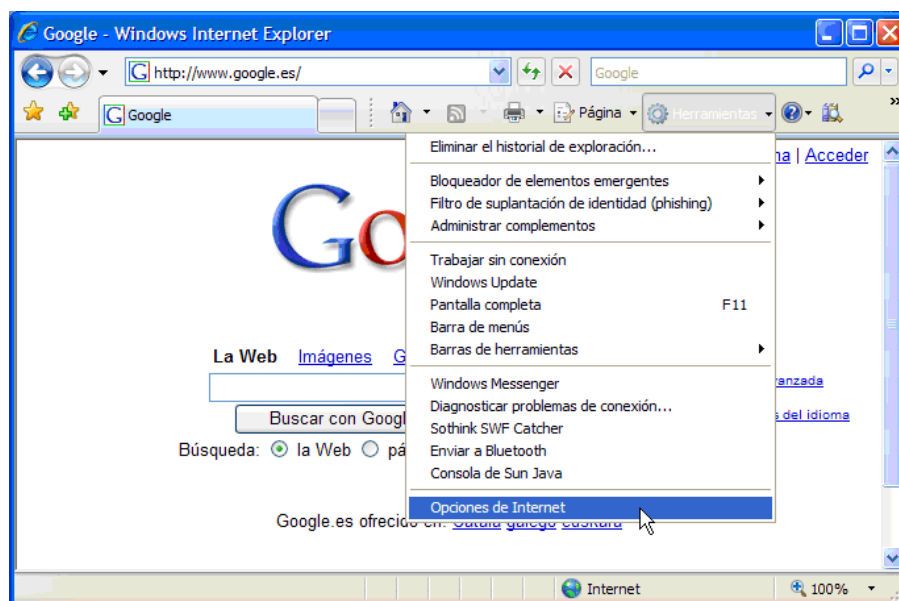 Google - Windows Internet Explorer
http://www.google.es/
Google
Google
Página
Herramientas
»
Eliminar el historial de exploración...
Bloqueador de elementos emergentes
Filtro de suplantación de identidad (phishing)
Administrar complementos
Trabajar sin conexión
Windows Update
Pantalla completa F11
Barra de menús
Barras de herramientas
Windows Messenger
Diagnosticar problemas de conexión...
Sothink SWF Catcher
Enviar a Bluetooth
Consola de Sun Java
Opciones de Internet
na | Acceder
Go
La Web Imágenes G
anzada
Buscar con Googl
s del idioma
Búsqueda: la Web pá
Google.es ofrecido en: català galego euskara
Internet 100%